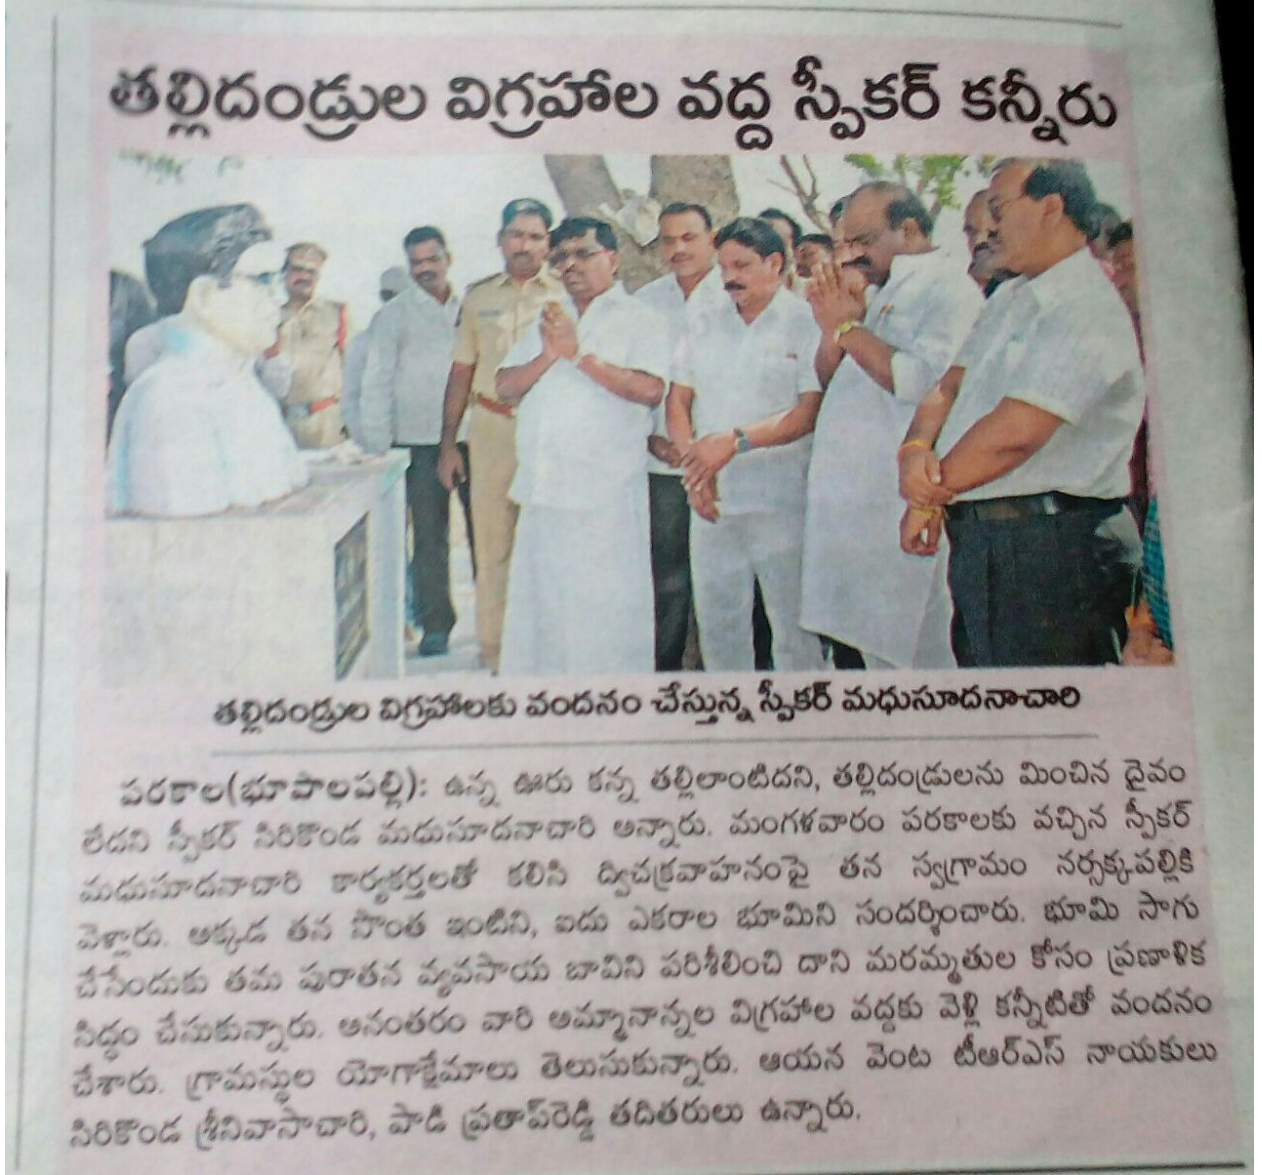 తల్లిదండ్రుల విగ్రహాల వద్ద స్పీకర్ కన్నీరు
తల్లిదండ్రుల విగ్రహాలకు వందనం చేస్తున్న స్పీకర్ మధుసూదనాచారి
పరకాల(భూపాలపల్లి): ఉన్న ఊరు కన్న తల్లిలాంటిదని, తల్లిదండ్రులను మించిన దైవం
లేదని స్పీకర్ సిరికొండ మధుసూదనాచారి అన్నారు. మంగళవారం పరకాలకు వచ్చిన స్పీకర్
మధుసూదనాచారి కార్యకర్తలతో కలిసి ద్విచక్రవాహనంపై తన స్వగ్రామం నర్సక్కపల్లికి
వెళ్లారు. అక్కడ తన సొంత ఇంటిని, ఐదు ఎకరాల భూమిని సందర్శించారు. భూమి సాగు
చేసేందుకు తమ పురాతన వ్యవసాయ బావిని పరిశీలించి దాని మరమ్మతుల కోసం ప్రణాళిక
సిద్ధం చేసుకున్నారు. అనంతరం వారి అమ్మానాన్నల విగ్రహాల వద్దకు వెళ్లి కన్నీటితో వందనం
చేశారు. గ్రామస్థుల యోగాక్షేమాలు తెలుసుకున్నారు. ఆయన వెంట టీఆర్ఎస్ నాయకులు
సిరికొండ శ్రీనివాసాచారి, పాడి ప్రతాప్‌రెడ్డి తదితరులు ఉన్నారు.